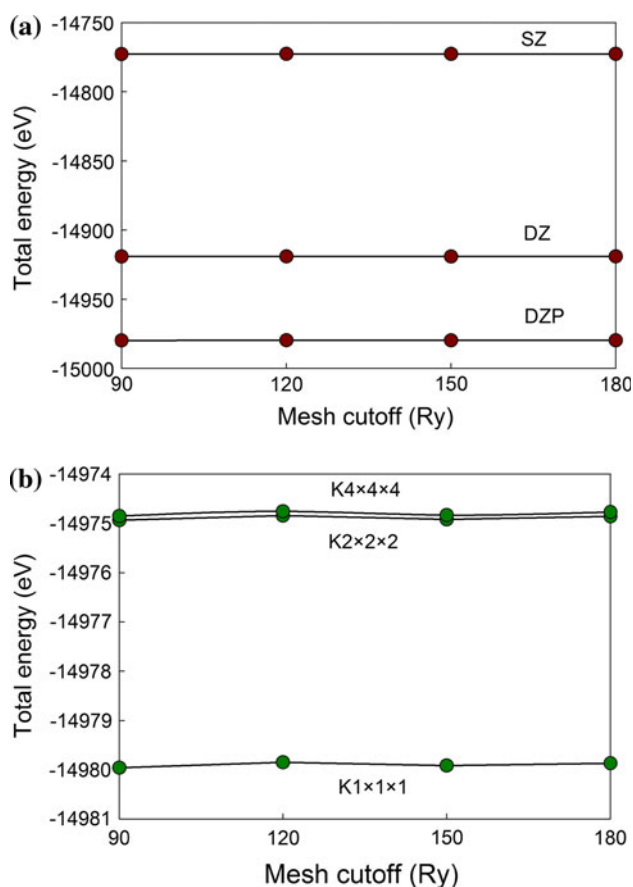 (a)
-14750
SZ
-14800
-14850
-14900
DZ
-14950
DZP
-15000
90 120 150 180
Total energy (eV)
Mesh cutoff (Ry)
(b)
-14974
K4×4×4
-14975
K2×2×2
-14976
-14977
-14978
-14979
-14980
K1×1×1
-14981
90 120 150 180
Total energy (eV)
Mesh cutoff (Ry)